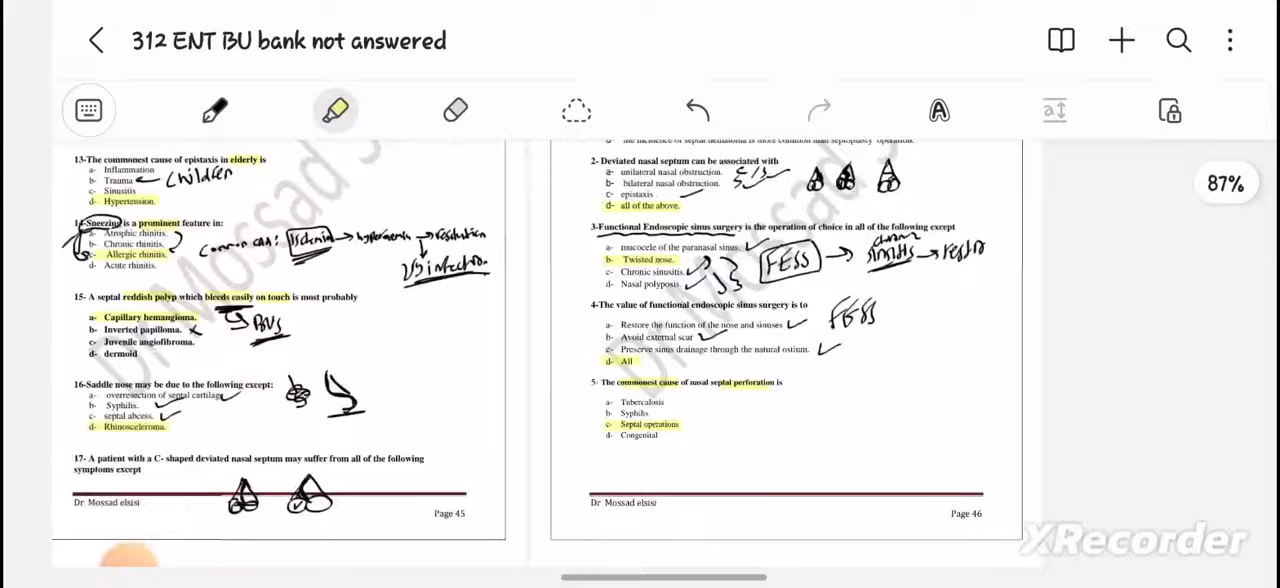 312 ENT BU bank not answered
87%
13-The commonest cause of epistaxis in elderly is
a- Inflammation
b- Trauma
children
c- Sinusitis
d- Hypertension.
14-Sneezing is a prominent feature in:
a- Atrophic rhinitis.
b- Chronic rhinitis.
c- Allergic rhinitis.
d- Acute rhinitis.
15- A septal reddish polyp which bleeds easily on touch is most probably
a- Capillary hemangioma.
b- Inverted papilloma.
c- Juvenile angiofibroma.
d- dermoid
16-Saddle nose may be due to the following except:
a- overresection of septal cartilage
b- Syphilis.
c- septal abcess.
d- Rhinoscleroma.
17- A patient with a C- shaped deviated nasal septum may suffer from all of the following
symptoms except
Dr Mossad elsisi
Page 45
2- Deviated nasal septum can be associated with
a- unilateral nasal obstruction.
b- bilateral nasal obstruction.
c- epistaxis
d- all of the above.
3-Functional Endoscopic sinus surgery is the operation of choice in all of the following except
a- mucocele of the paranasal sinus.
b- Twisted nose.
c- Chronic sinusitis.
d- Nasal polyposis.
FESS
4-The value of functional endoscopic sinus surgery is to
a- Restore the function of the nose and sinuses
b- Avoid external scar
c- Preserve sinus drainage through the natural ostium.
d- All
FESS
5- The commonest cause of nasal septal perforation is
a- Tuberculosis
b- Syphilis
c- Septal operations
d- Congenital
Dr Mossad elsisi
Page 46
XRecorder